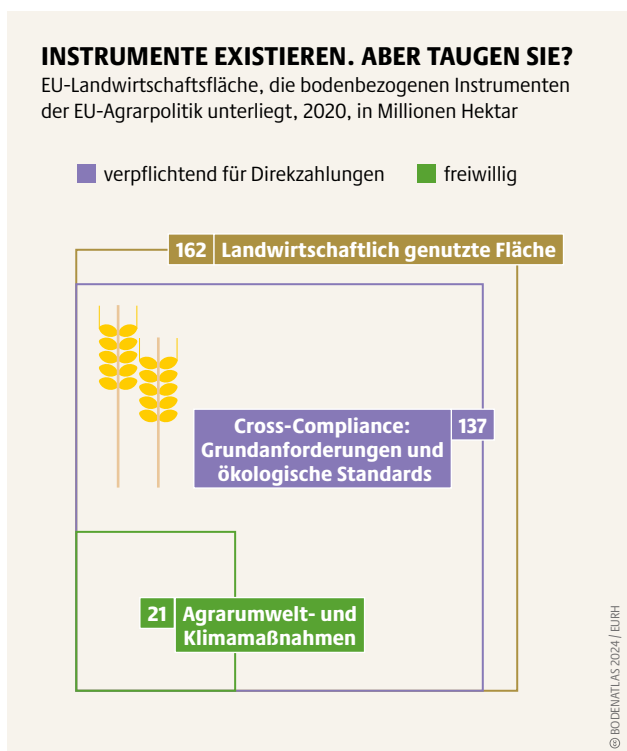 INSTRUMENTE EXISTIEREN. ABER TAUGEN SIE?
EU-Landwirtschaftsfläche, die bodenbezogenen Instrumenten
der EU-Agrarpolitik unterliegt, 2020, in Millionen Hektar
verpflichtend für Direkzahlungen freiwillig
162 Landwirtschaftlich genutzte Fläche
Cross-Compliance: 137
Grundanforderungen und
ökologische Standards
21 Agrarumwelt- und
Klimamaßnahmen
© BODENATLAS 2024 / EURH